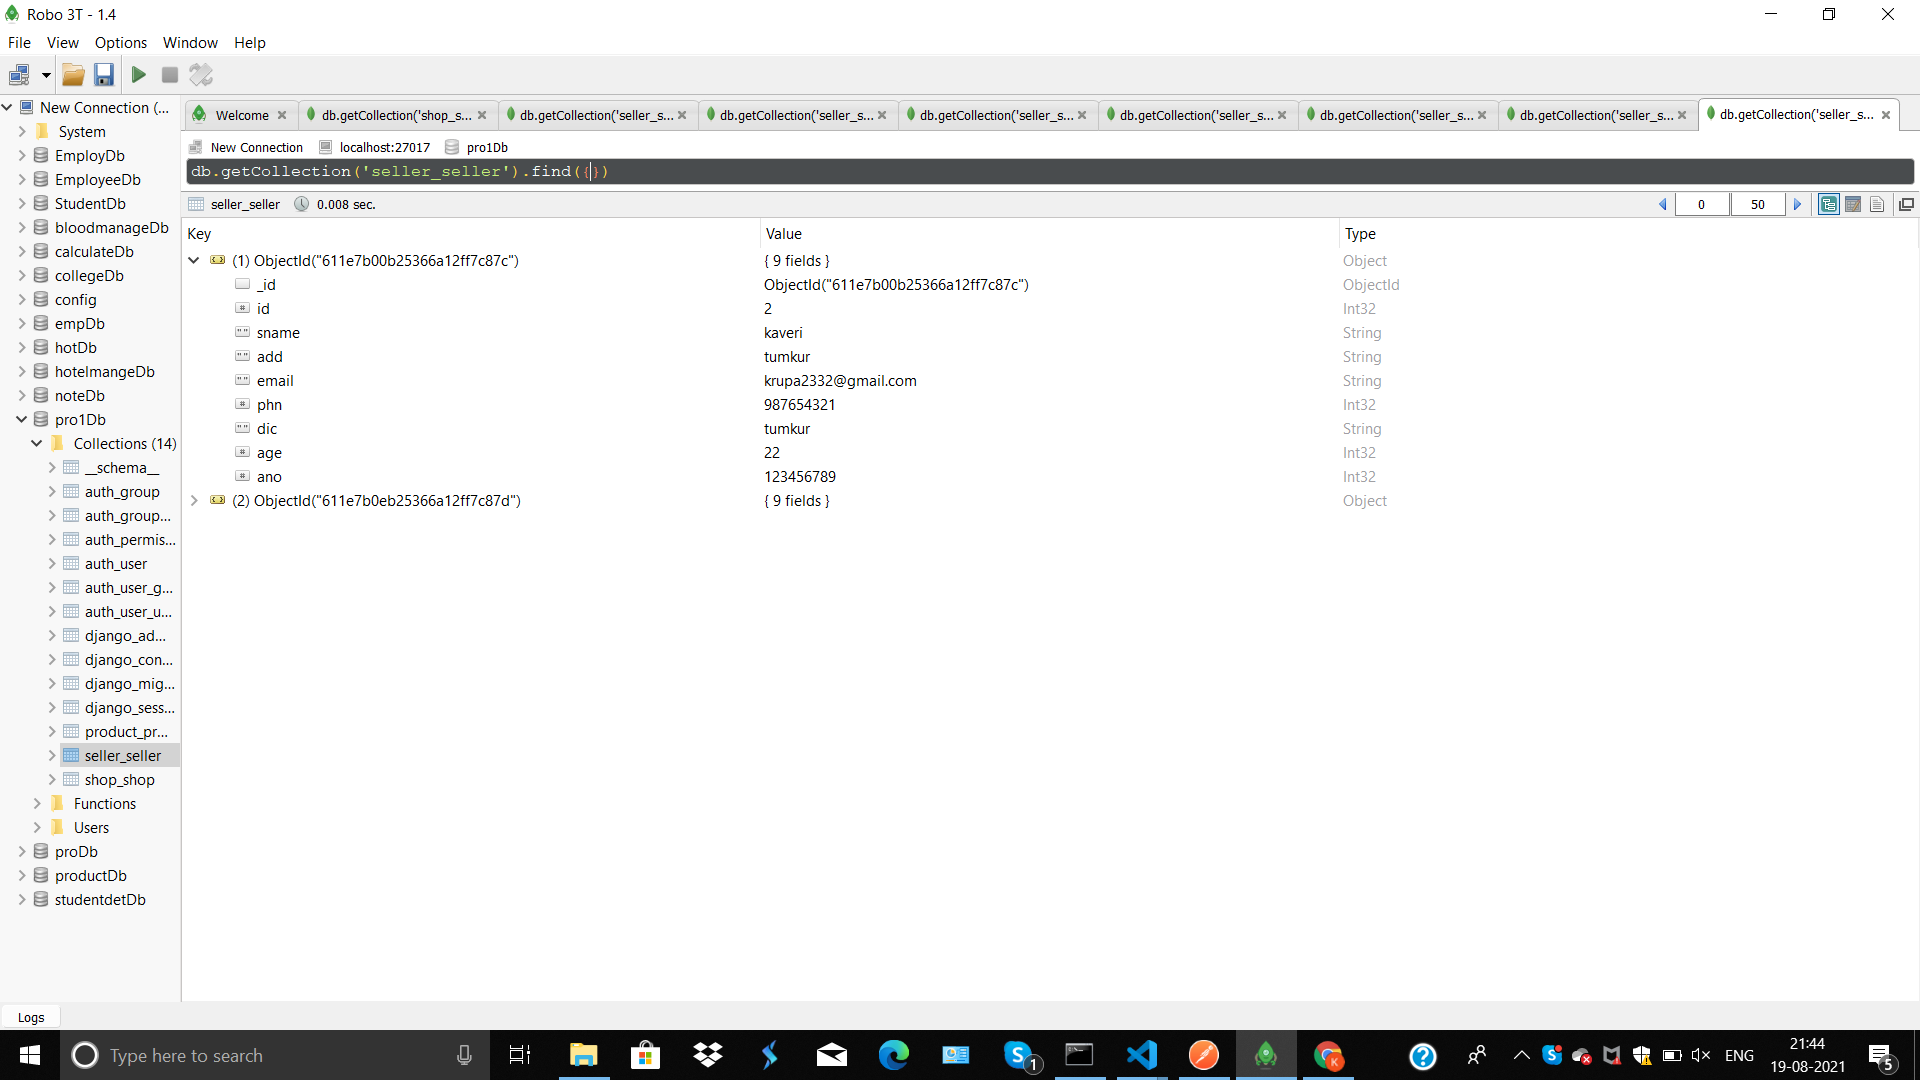 Robo 3T - 1.4
File View Options Window Help
New Connection (...
System
EmployDb
EmployeeDb
StudentDb
bloodmanageDb
calculateDb
collegeDb
config
empDb
hotDb
hotelmangeDb
noteDb
pro1Db
Collections (14)
__schema__
auth_group
auth_group...
auth_permis...
auth_user
auth_user_g...
auth_user_u...
django_ad...
django_con...
django_mig...
django_sess...
product_pr...
seller_seller
shop_shop
Functions
Users
proDb
productDb
studentdetDb
Welcome db.getCollection('shop_s... db.getCollection('seller_s... db.getCollection('seller_s... db.getCollection('seller_s... db.getCollection('seller_s... db.getCollection('seller_s... db.getCollection('seller_s... db.getCollection('seller_s...
New Connection localhost:27017 pro1Db
db.getCollection('seller_seller').find({})
seller_seller 0.008 sec. 0 50
Key Value Type
(1) ObjectId("611e7b00b25366a12ff7c87c") { 9 fields } Object
_id ObjectId("611e7b00b25366a12ff7c87c") ObjectId
id 2 Int32
sname kaveri String
add tumkur String
email krupa2332@gmail.com String
phn 987654321 Int32
dic tumkur String
age 22 Int32
ano 123456789 Int32
(2) ObjectId("611e7b0eb25366a12ff7c87d") { 9 fields } Object
Logs
Type here to search
1
K
ENG
21:44
19-08-2021
5